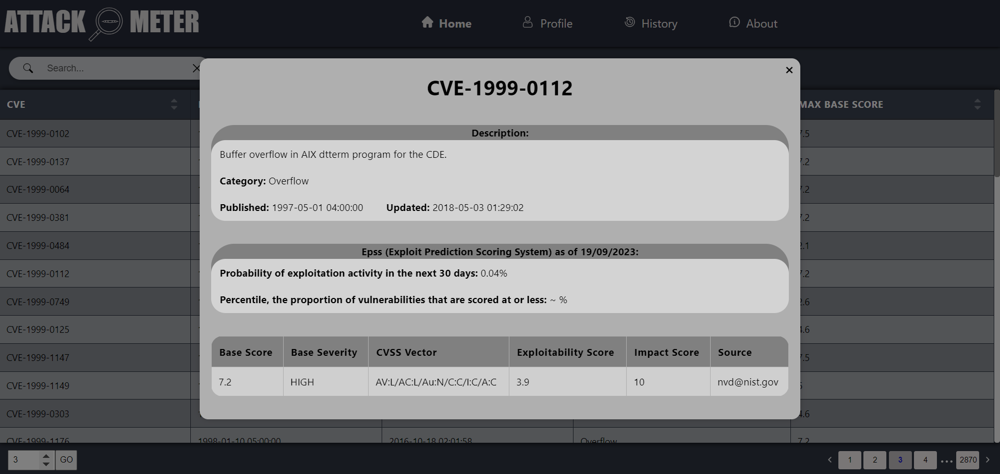 ATTACK METER
Home Profile History About
Search...
CVE-1999-0112
CVE MAX BASE SCORE
Description:
Buffer overflow in AIX dtterm program for the CDE.
Category: Overflow
Published: 1997-05-01 04:00:00 Updated: 2018-05-03 01:29:02
Epss (Exploit Prediction Scoring System) as of 19/09/2023:
Probability of exploitation activity in the next 30 days: 0.04%
Percentile, the proportion of vulnerabilities that are scored at or less: ~ %
Base Score Base Severity CVSS Vector Exploitability Score Impact Score Source
7.2 HIGH AV:L/AC:L/Au:N/C:C/I:C/A:C 3.9 10 nvd@nist.gov
CVE-1999-0102 7.5
CVE-1999-0137 7.2
CVE-1999-0064 7.2
CVE-1999-0381 7.2
CVE-1999-0484 2.1
CVE-1999-0112 7.2
CVE-1999-0749 2.6
CVE-1999-0125 4.6
CVE-1999-1147 7.5
CVE-1999-1149 5
CVE-1999-0303 4.6
CVE-1999-1176 1998-01-10 05:00:00 2016-10-18 02:01:58 Overflow 7.2
3 GO
1 2 3 4 ... 2870